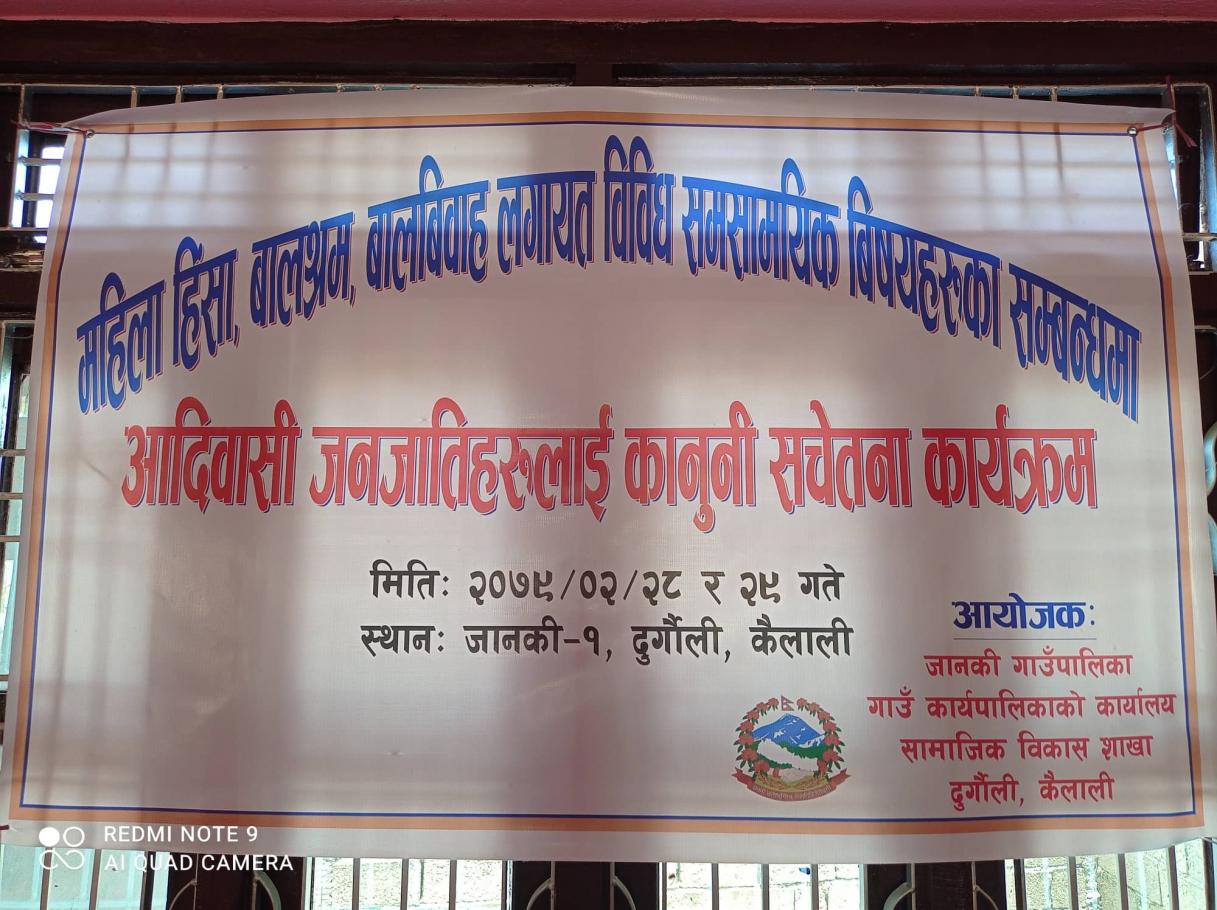 महिला हिंसा, बालश्रम, बालबिवाह लगायत विविध समसामयिक बिषयहरुका सम्बन्धमा
आदिवासी जनजातिहरुलाई कानुनी सचेतना कार्यक्रम
मितिः २०७९/०२/२८ र २९ गते
स्थानः जानकी-१, दुर्गौली, कैलाली
आयोजकः
जानकी गाउँपालिका
गाउँ कार्यपालिकाको कार्यालय
सामाजिक विकास शाखा
दुर्गौली, कैलाली
REDMI NOTE 9
AI QUAD CAMERA